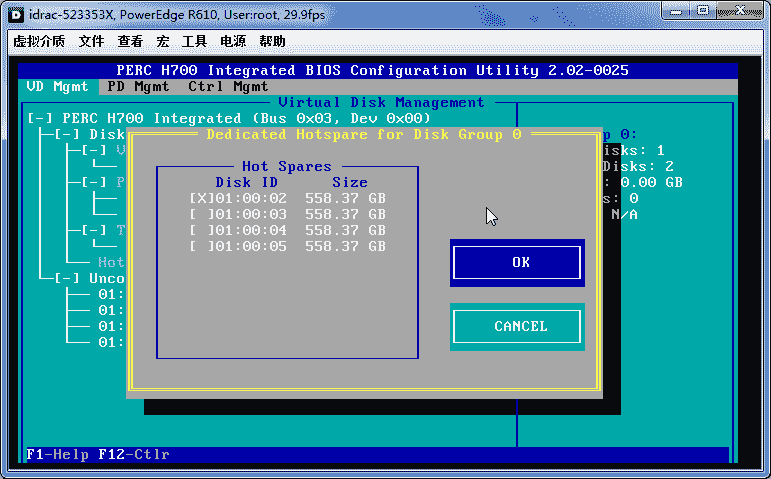 idrac-523353X, PowerEdge R610, User:root, 29.9fps
虚拟介质 文件 查看 宏 工具 电源 帮助
PERC H700 Integrated BIOS Configuration Utility 2.02-0025
VD Mgmt PD Mgmt Ctrl Mgmt
Virtual Disk Management
[-] PERC H700 Integrated (Bus 0x03, Dev 0x00)
[-] Disk
Dedicated Hotspare for Disk Group 0
p 0:
[-] V
isks: 1
Hot Spares
Disks: 2
Disk ID Size
[-] P
: 0.00 GB
[X]01:00:02 558.37 GB
s: 0
[ ]01:00:03 558.37 GB
N/A
[-] T
[ ]01:00:04 558.37 GB
[ ]01:00:05 558.37 GB
Hot
OK
[-] Unco
01:
01:
01:
CANCEL
01:
F1-Help F12-Ctlr